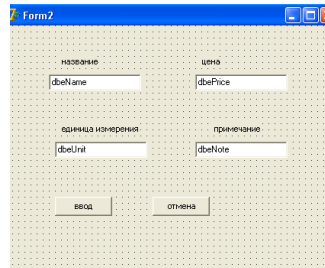 Form2
название цена
dbeName dbePrice
единица измерения примечание
dbeUnit dbeNote
ввод отмена